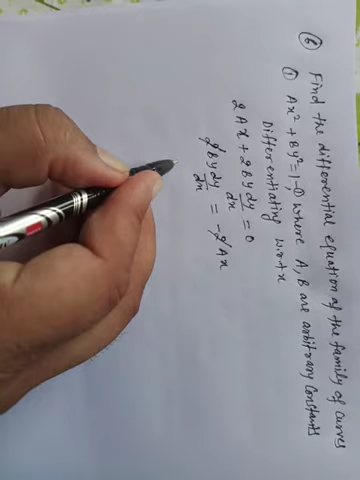 ⑥ Find the differential equation of the family of curves
① Ax² + By² = 1 -① where A, B are arbitrary constants
Differentiating w.r.t x
2Ax + 2By dy/dx = 0
2By dy/dx = -2Ax